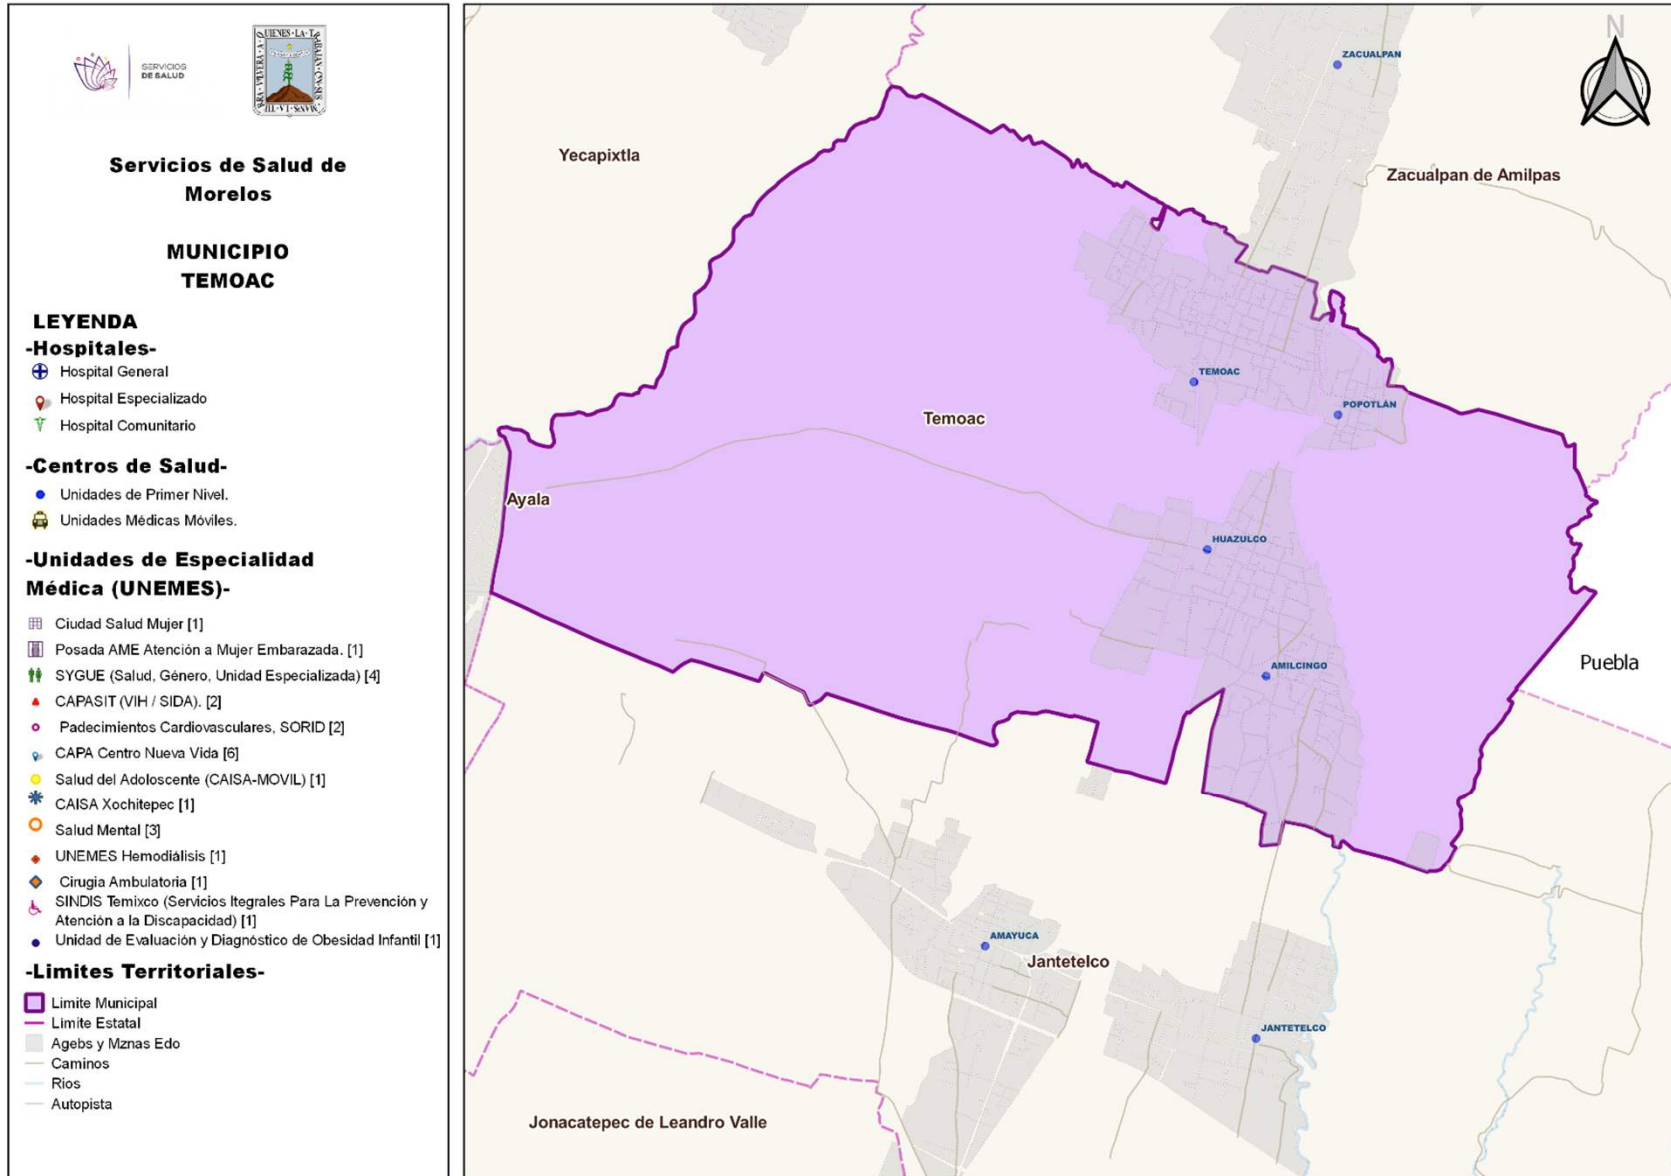 SERVICIOS
DE SALUD
Servicios de Salud de
Morelos
MUNICIPIO
TEMOAC
LEYENDA
-Hospitales-
Hospital General
Hospital Especializado
Hospital Comunitario
-Centros de Salud-
Unidades de Primer Nivel.
Unidades Médicas Móviles.
-Unidades de Especialidad
Médica (UNEMES)-
Ciudad Salud Mujer [1]
Posada AME Atención a Mujer Embarazada. [1]
SYGUE (Salud, Género, Unidad Especializada) [4]
CAPASIT (VIH / SIDA). [2]
Padecimientos Cardiovasculares, SORID [2]
CAPA Centro Nueva Vida [6]
Salud del Adoloscente (CAISA-MOVIL) [1]
CAISA Xochitepec [1]
Salud Mental [3]
UNEMES Hemodiálisis [1]
Cirugia Ambulatoria [1]
SINDIS Temixco (Servicios Itegrales Para La Prevención y
Atención a la Discapacidad) [1]
Unidad de Evaluación y Diagnóstico de Obesidad Infantil [1]
-Limites Territoriales-
Limite Municipal
Limite Estatal
Agebs y Mznas Edo
Caminos
Rios
Autopista
N
ZACUALPAN
Yecapixtla
Zacualpan de Amilpas
TEMOAC
POPOTLÁN
Temoac
Ayala
HUAZULCO
AMILCINGO
Puebla
AMAYUCA
Jantetelco
JANTETELCO
Jonacatepec de Leandro Valle